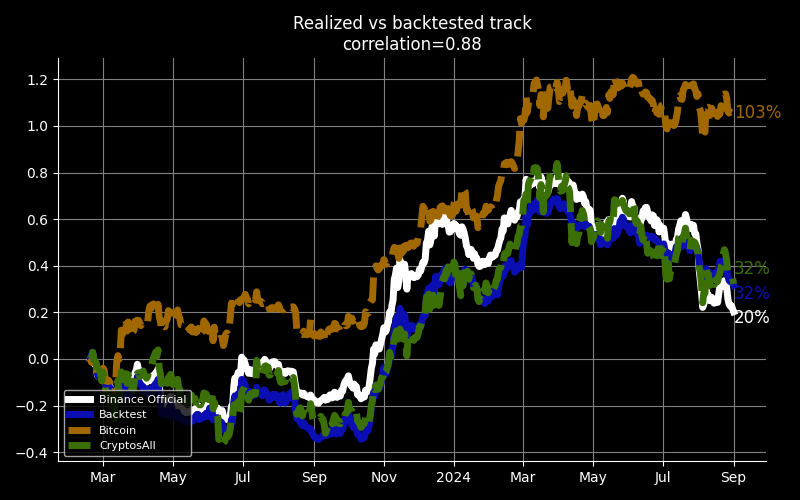 Realized vs backtested track
correlation=0.88
1.2
1.0
0.8
0.6
0.4
0.2
0.0
−0.2
−0.4
103%
32%
32%
20%
Binance Official
Backtest
Bitcoin
CryptosAll
Mar May Jul Sep Nov 2024 Mar May Jul Sep